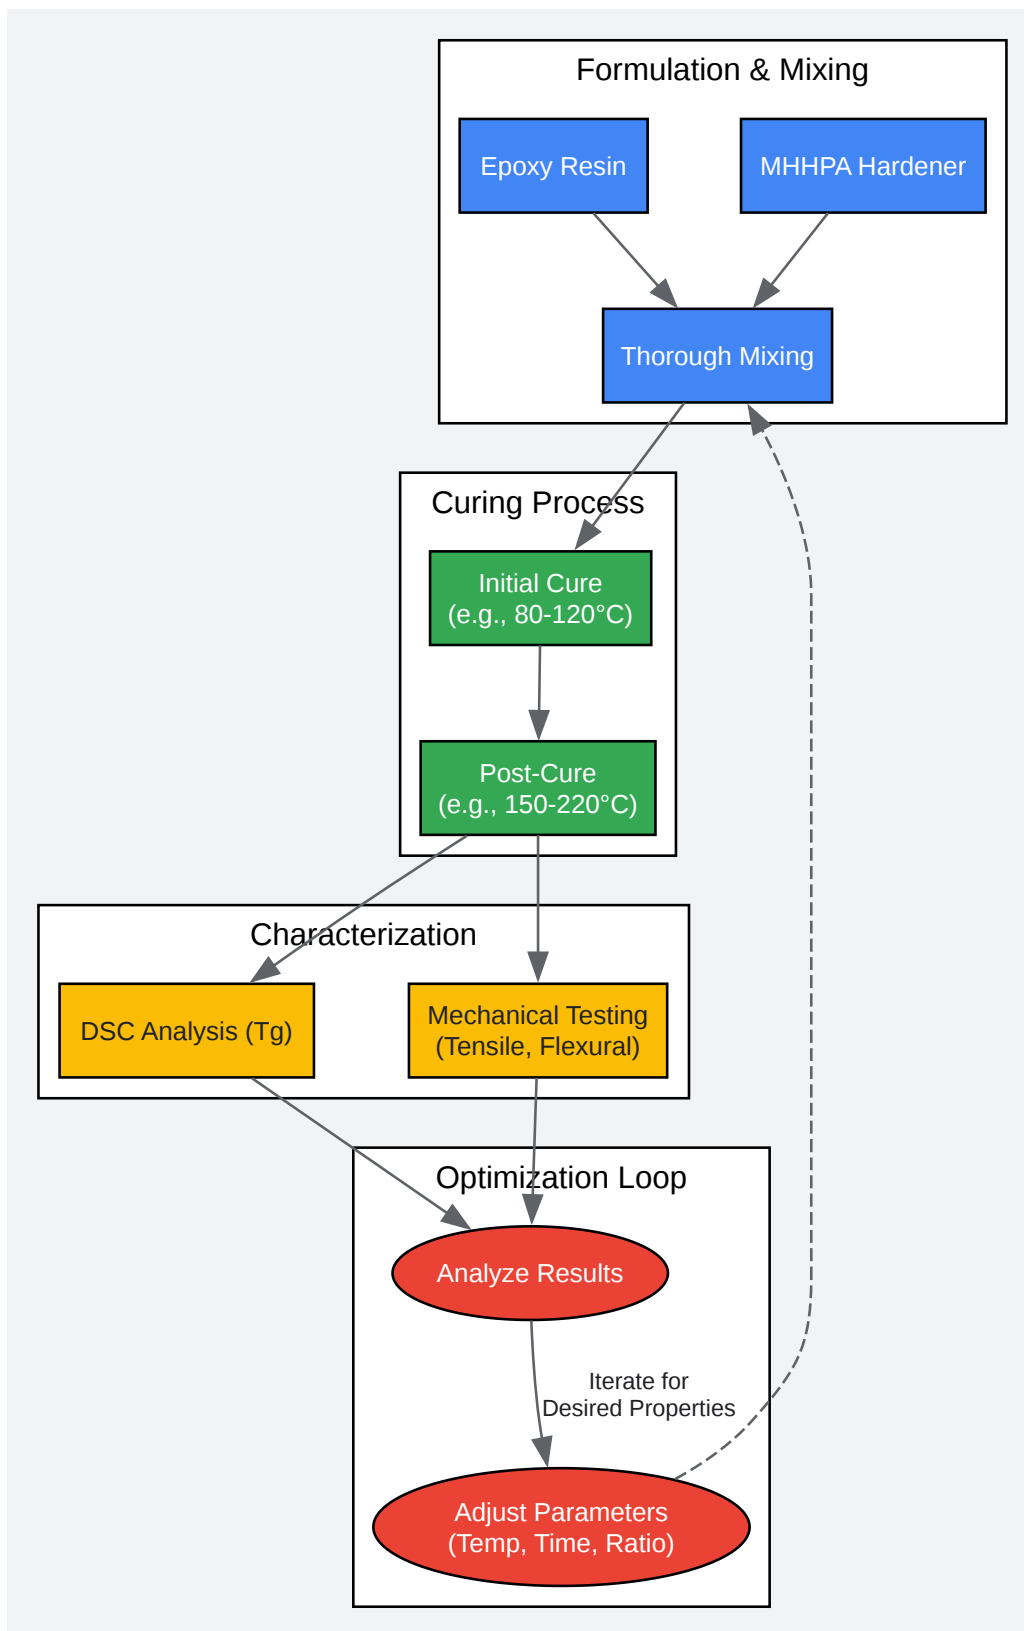 Formulation & Mixing
Epoxy Resin
MHHPA Hardener
Thorough Mixing
Curing Process
Initial Cure
(e.g., 80-120°C)
Post-Cure
(e.g., 150-220°C)
Characterization
DSC Analysis (Tg)
Mechanical Testing
(Tensile, Flexural)
Optimization Loop
Analyze Results
Iterate for
Desired Properties
Adjust Parameters
(Temp, Time, Ratio)